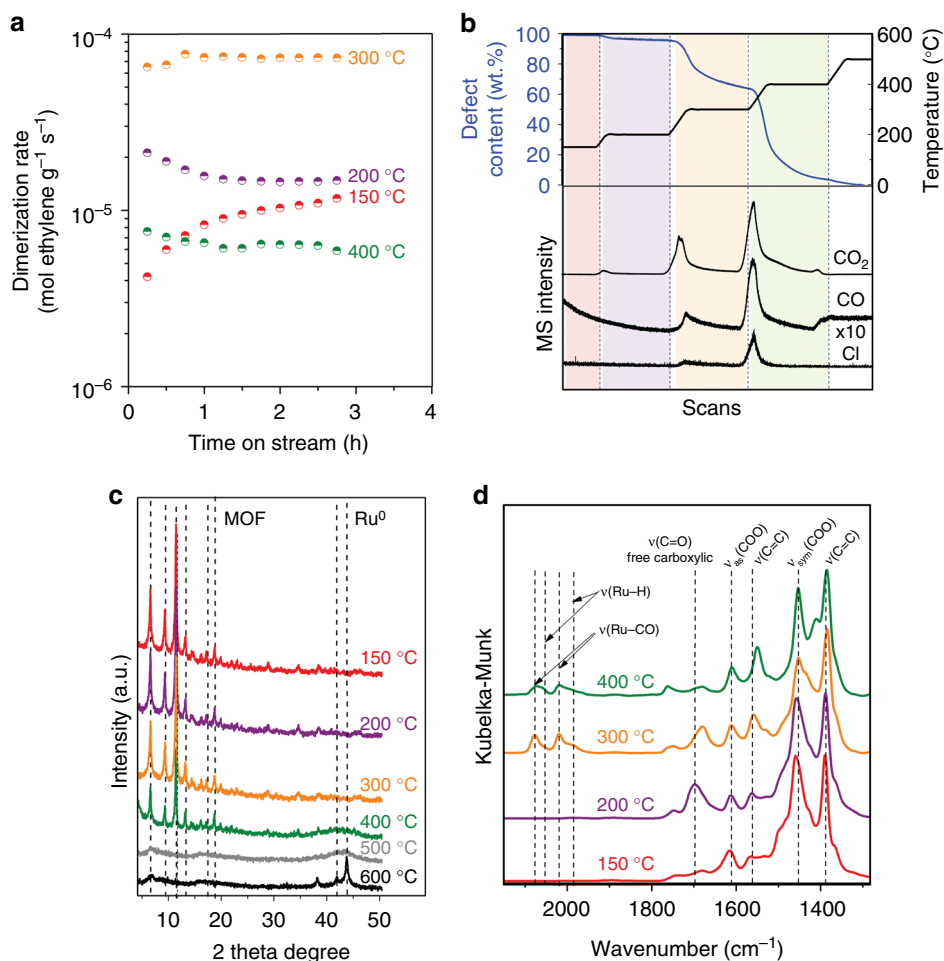 a
10⁻⁴
10⁻⁵
10⁻⁶
Dimerization rate
(mol ethylene g⁻¹ s⁻¹)
300 °C
200 °C
150 °C
400 °C
0 1 2 3 4
Time on stream (h)
b
100
80
60
40
20
0
Defect
content (wt.%)
600
400
200
0
Temperature (°C)
MS intensity
CO₂
CO
x10
Cl
Scans
c
MOF
Ru⁰
150 °C
200 °C
300 °C
400 °C
500 °C
600 °C
Intensity (a.u.)
10 20 30 40 50
2 theta degree
d
ν(C=O)
free carboxylic
ν as(COO)
ν(C=C)
ν sym(COO)
ν(C=C)
ν(Ru–H)
ν(Ru–CO)
400 °C
300 °C
200 °C
150 °C
Kubelka-Munk
2000 1800 1600 1400
Wavenumber (cm⁻¹)